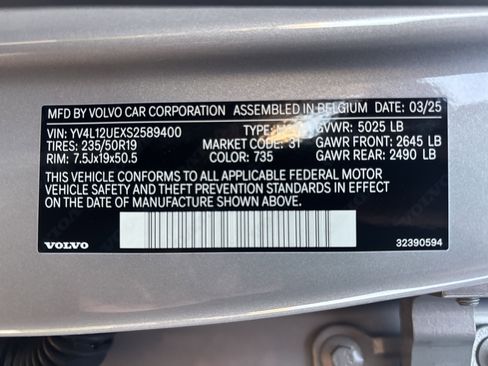 MFD BY VOLVO CAR CORPORATION ASSEMBLED IN BELGIUM DATE: 03/25
VIN: YV4L12UEXS2589400 TYPE: GVWR: 5025 LB
TIRES: 235/50R19 MARKET CODE: 31 GAWR FRONT: 2645 LB
RIM: 7.5Jx19x50.5 COLOR: 735 GAWR REAR: 2490 LB
THIS VEHICLE CONFORMS TO ALL APPLICABLE FEDERAL MOTOR
VEHICLE SAFETY AND THEFT PREVENTION STANDARDS IN EFFECT
ON THE DATE OF MANUFACTURE SHOWN ABOVE.
VOLVO 32390594